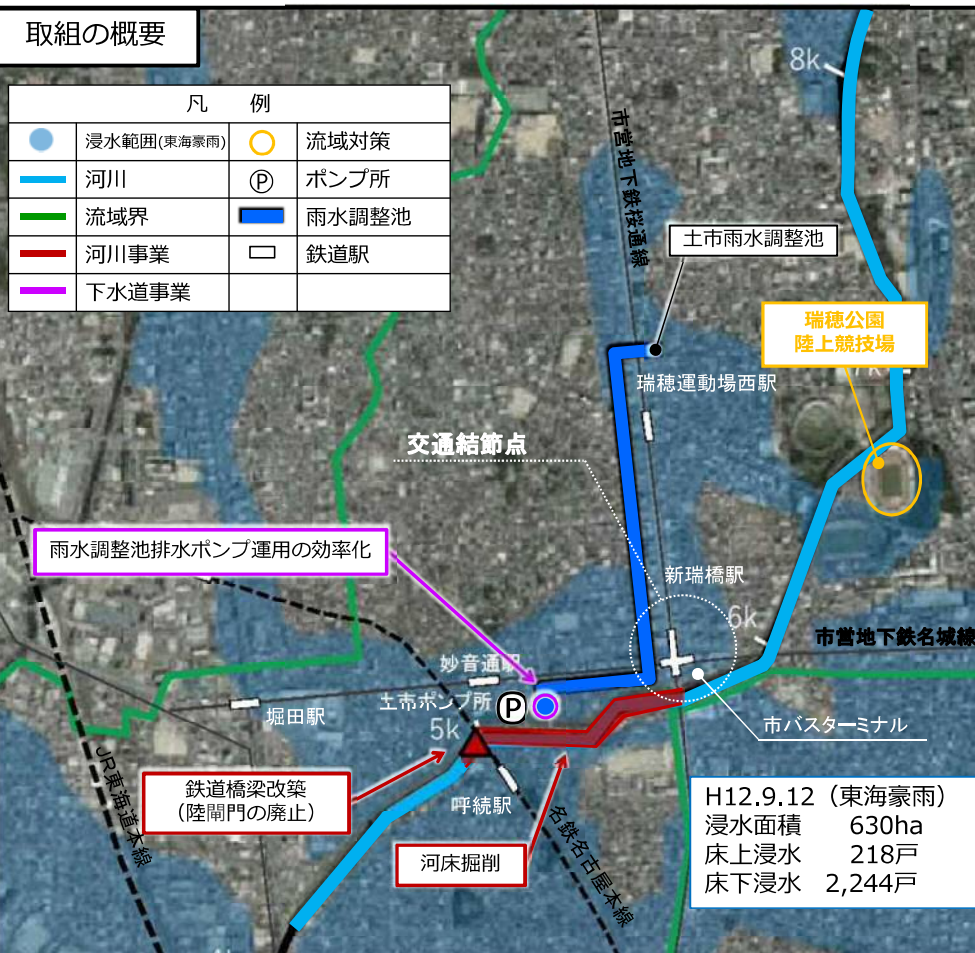 取組の概要
凡 例
浸水範囲(東海豪雨)
流域対策
河川
Ⓟ
ポンプ所
流域界
雨水調整池
河川事業
鉄道駅
下水道事業
8k
市営地下鉄桜通線
土市雨水調整池
瑞穂公園
陸上競技場
瑞穂運動場西駅
交通結節点
雨水調整池排水ポンプ運用の効率化
新瑞橋駅
6k
市営地下鉄名城線
妙音通駅
土市ポンプ所
Ⓟ
堀田駅
5k
市バスターミナル
JR東海道本線
鉄道橋梁改築
(陸閘門の廃止)
呼続駅
名鉄名古屋本線
河床掘削
H12.9.12(東海豪雨)
浸水面積 630ha
床上浸水 218戸
床下浸水 2,244戸